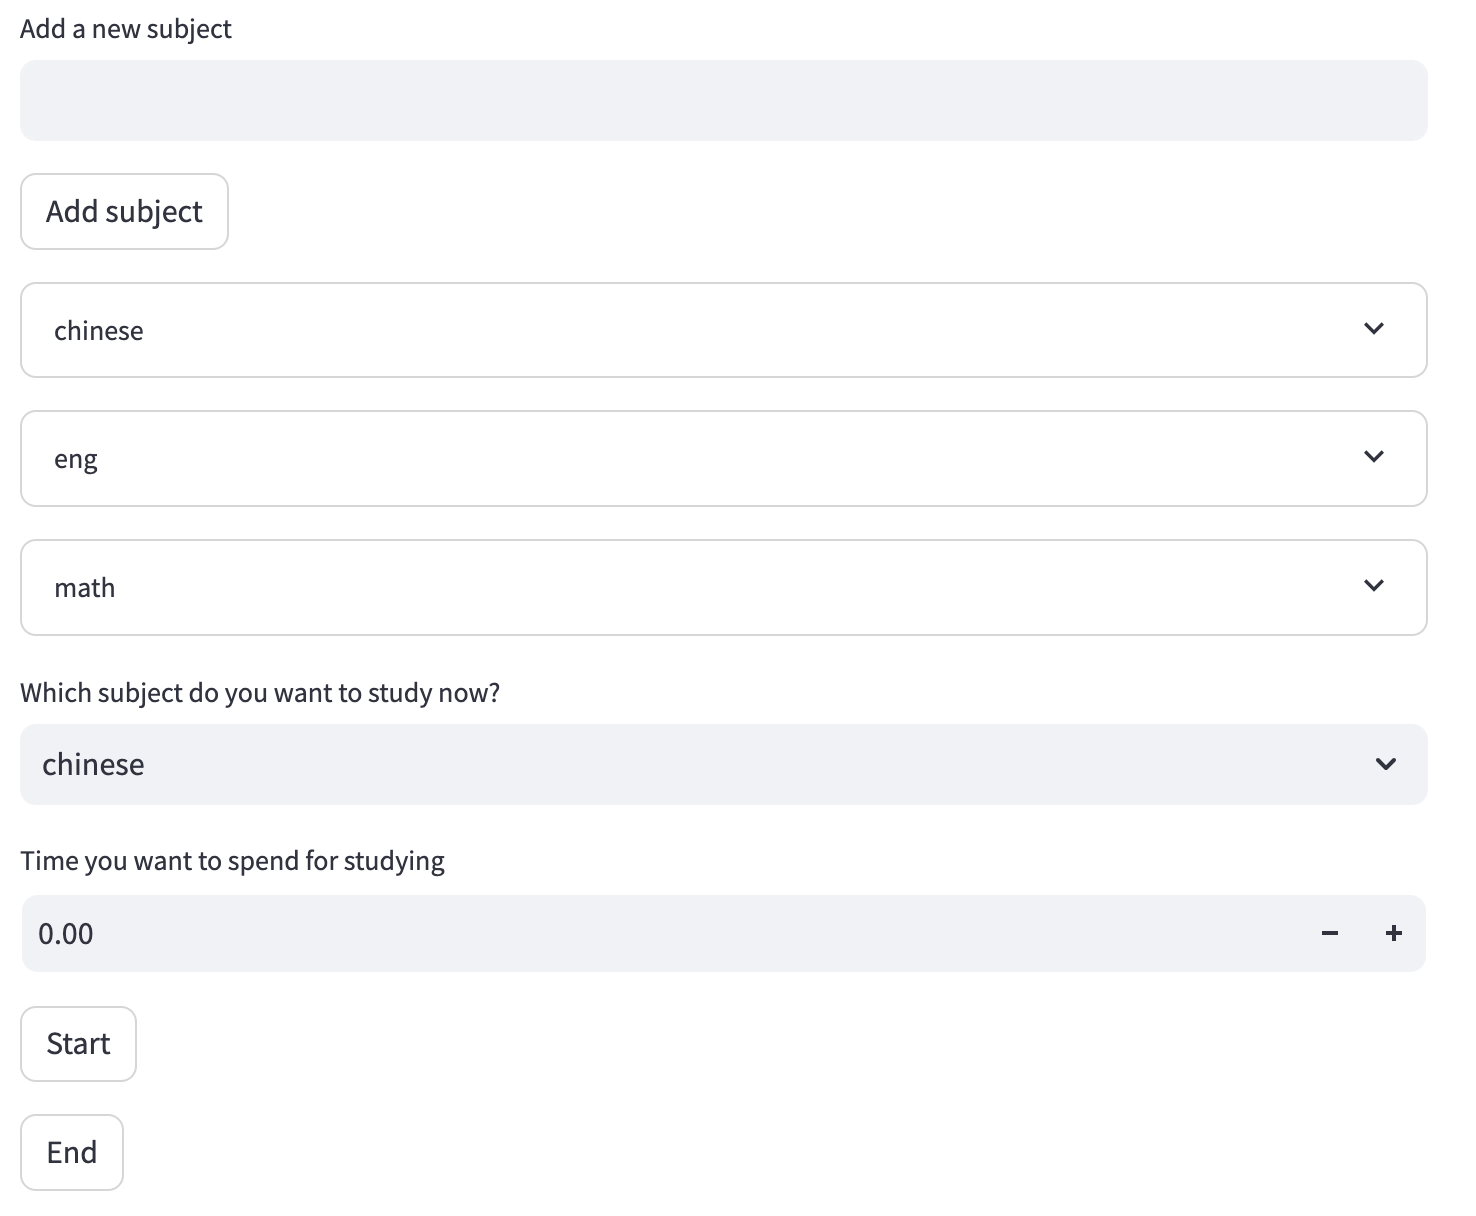 Add a new subject
Add subject
chinese
eng
math
Which subject do you want to study now?
chinese
Time you want to spend for studying
0.00
Start
End